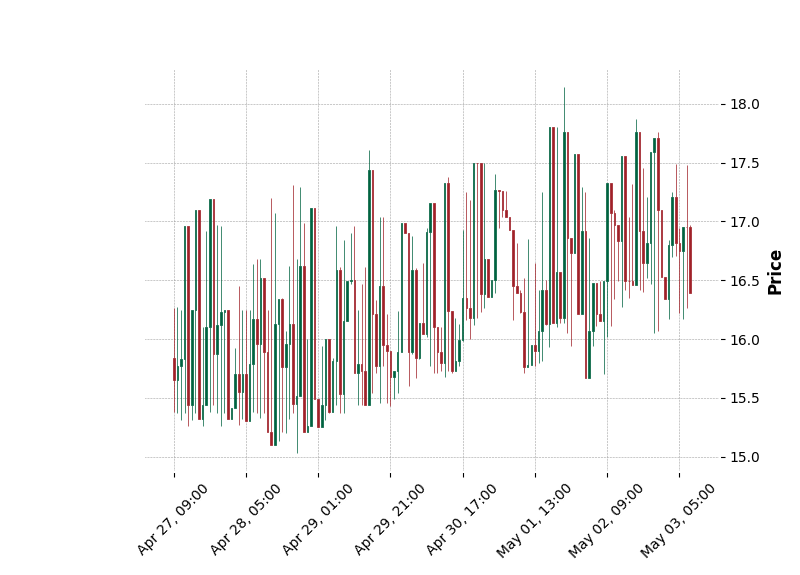 18.0
17.5
17.0
16.5
16.0
15.5
15.0
Price
Apr 27, 09:00
Apr 28, 05:00
Apr 29, 01:00
Apr 29, 21:00
Apr 30, 17:00
May 01, 13:00
May 02, 09:00
May 03, 05:00